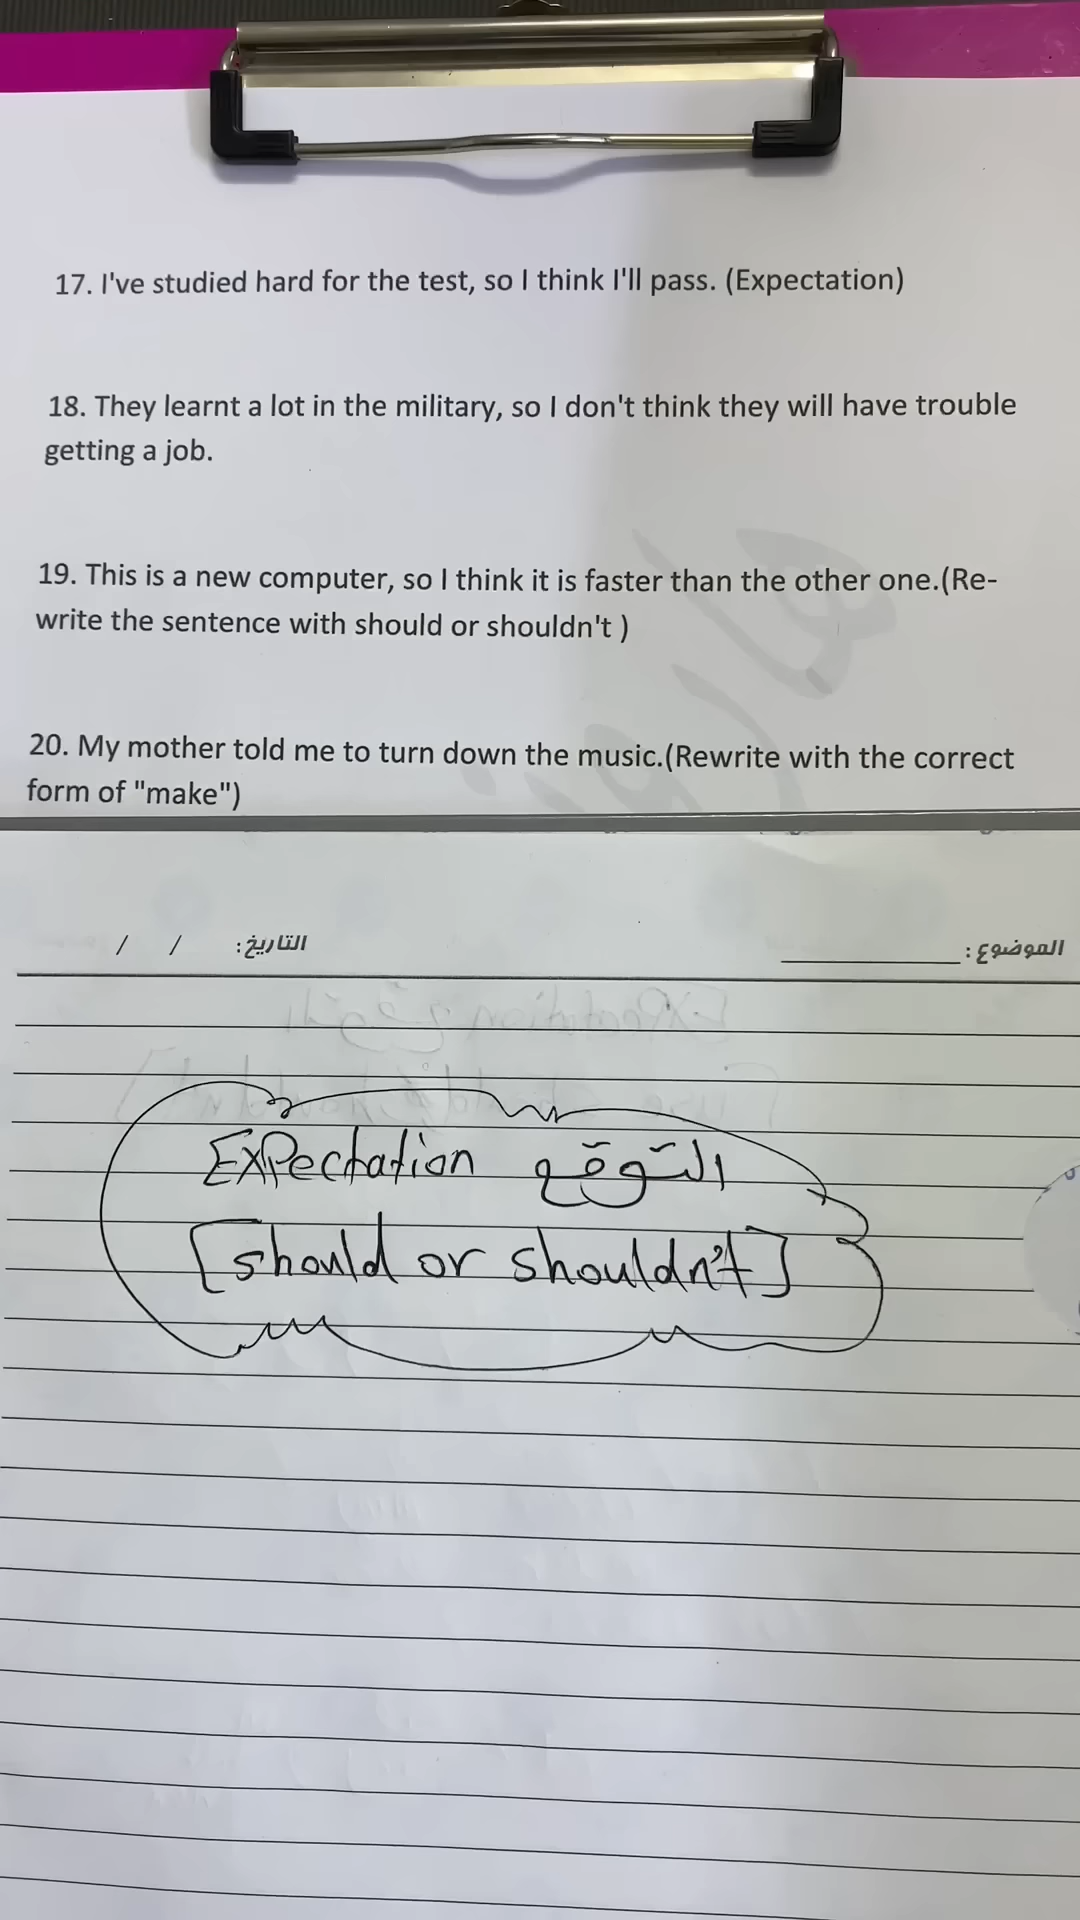 17. I've studied hard for the test, so I think I'll pass. (Expectation)
18. They learnt a lot in the military, so I don't think they will have trouble
getting a job.
19. This is a new computer, so I think it is faster than the other one.(Re-
write the sentence with should or shouldn't )
20. My mother told me to turn down the music.(Rewrite with the correct
form of "make")
الموضوع: التاريخ: / /
Expectation التوقع
[should or shouldn't]